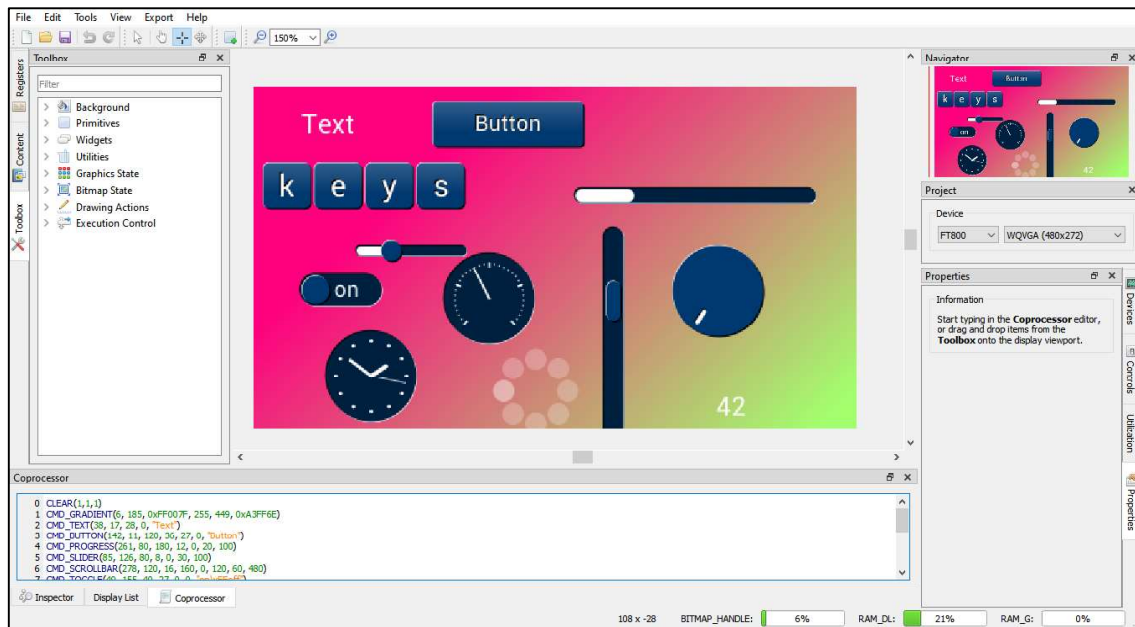 File Edit Tools View Export Help
150%
Registers
Content
Toolbox
Toolbox
Filter
Background
Primitives
Widgets
Utilities
Graphics State
Bitmap State
Drawing Actions
Execution Control
Text Button
k e y s
on
42
Navigator
Text Button
k e y s
on
42
Project
Device
FT800 WQVGA (480x272)
Properties
Information
Start typing in the Coprocessor editor,
or drag and drop items from the
Toolbox onto the display viewport.
Devices
Controls
Utilization
Properties
Coprocessor
0 CLEAR(1,1,1)
1 CMD_GRADIENT(6, 185, 0xFF007F, 255, 449, 0xA3FF6E)
2 CMD_TEXT(38, 17, 28, 0, "Text")
3 CMD_BUTTON(142, 11, 120, 36, 27, 0, "Button")
4 CMD_PROGRESS(261, 80, 180, 12, 0, 20, 100)
5 CMD_SLIDER(85, 126, 80, 8, 0, 30, 100)
6 CMD_SCROLLBAR(278, 120, 16, 160, 0, 120, 60, 480)
Inspector Display List Coprocessor
108 x -28 BITMAP_HANDLE: 6% RAM_DL: 21% RAM_G: 0%